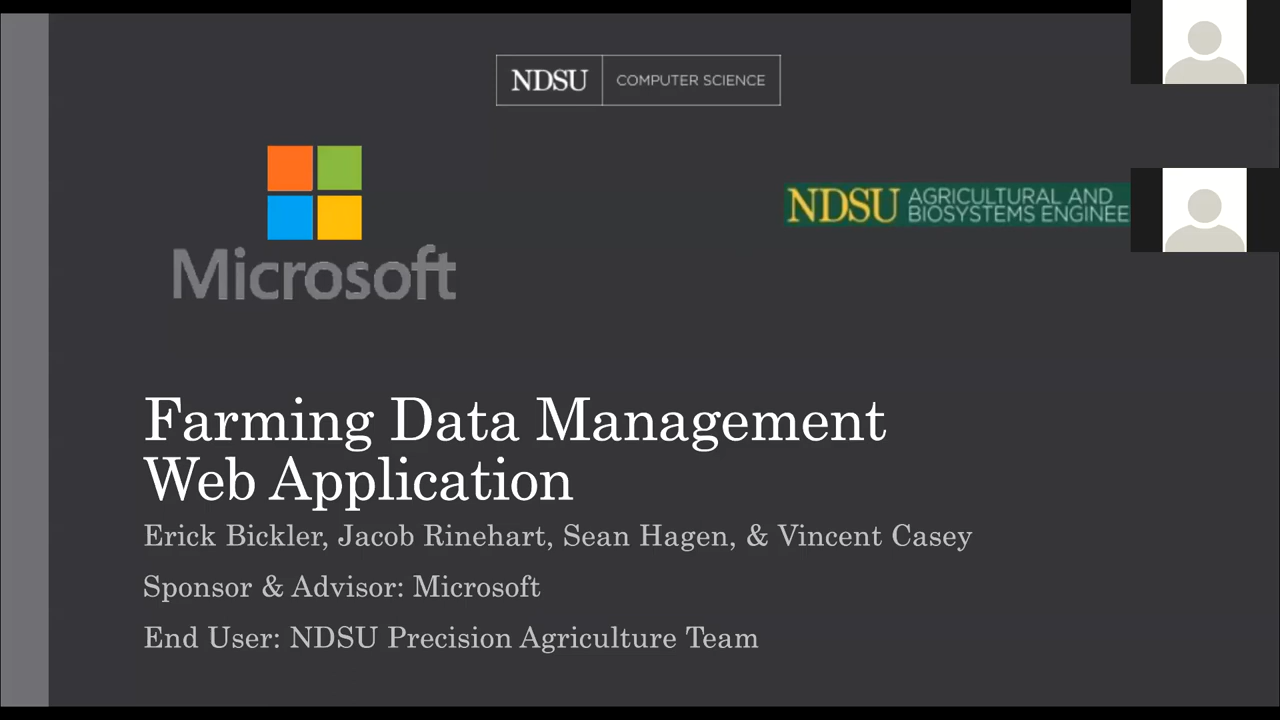 NDSU COMPUTER SCIENCE
Microsoft
NDSU AGRICULTURAL AND
BIOSYSTEMS ENGINEE
Farming Data Management
Web Application
Erick Bickler, Jacob Rinehart, Sean Hagen, & Vincent Casey
Sponsor & Advisor: Microsoft
End User: NDSU Precision Agriculture Team